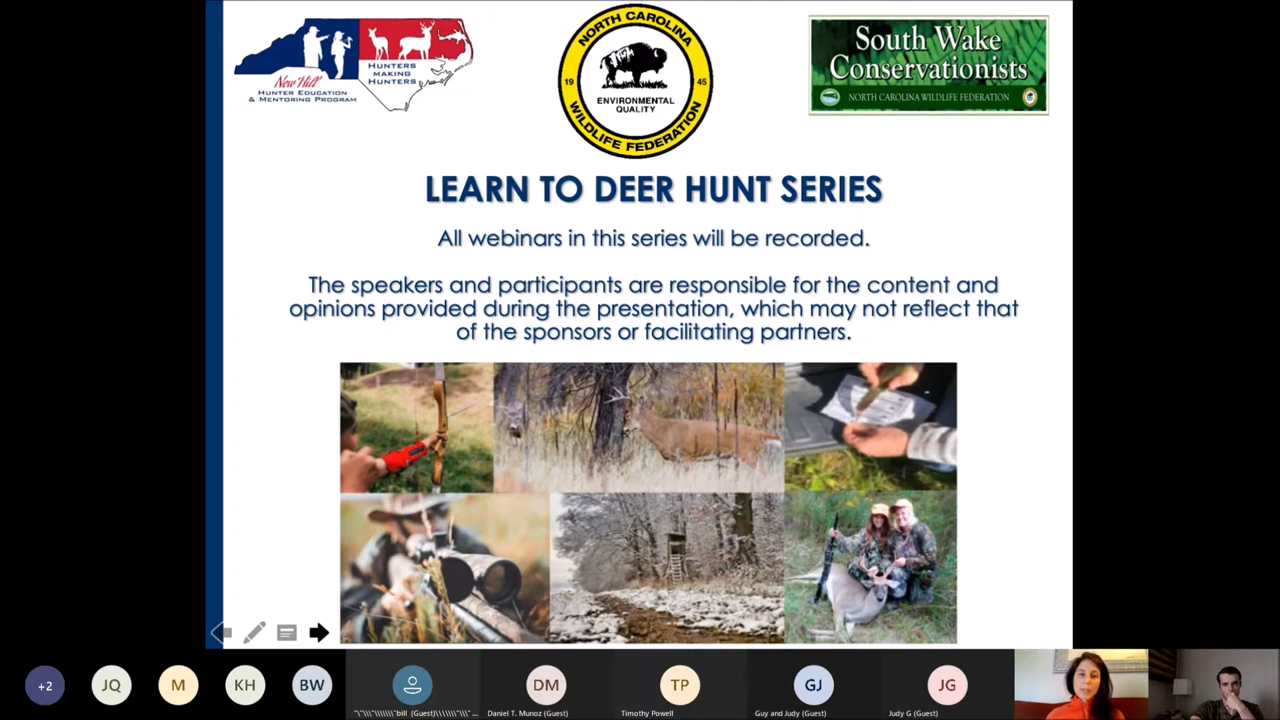 New Hill
HUNTER EDUCATION
& MENTORING PROGRAM
HUNTERS
MAKING
HUNTERS
NORTH CAROLINA
19 45
ENVIRONMENTAL
QUALITY
WILDLIFE FEDERATION
South Wake
Conservationists
NORTH CAROLINA WILDLIFE FEDERATION
LEARN TO DEER HUNT SERIES
All webinars in this series will be recorded.
The speakers and participants are responsible for the content and
opinions provided during the presentation, which may not reflect that
of the sponsors or facilitating partners.
+2 JQ M KH BW DM TP GJ JG
"\"\\"\\\\\\\"bill (Guest)\\\\\\\"\\\" ... Daniel T. Munoz (Guest) Timothy Powell Guy and Judy (Guest) Judy G (Guest)